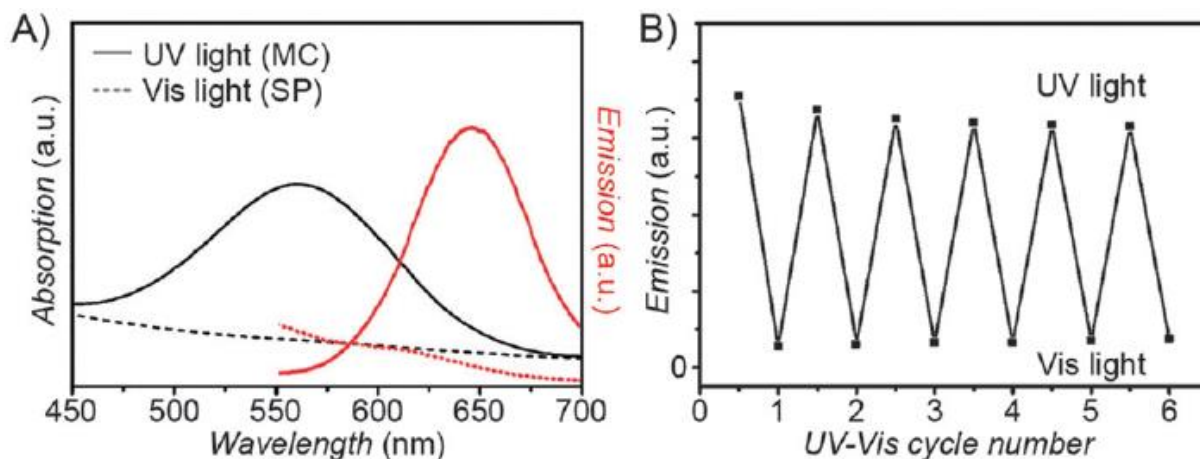 A)
UV light (MC)
Vis light (SP)
Absorption (a.u.)
Emission (a.u.)
450 500 550 600 650 700
Wavelength (nm)
B)
UV light
Emission (a.u.)
0
Vis light
0 1 2 3 4 5 6
UV-Vis cycle number